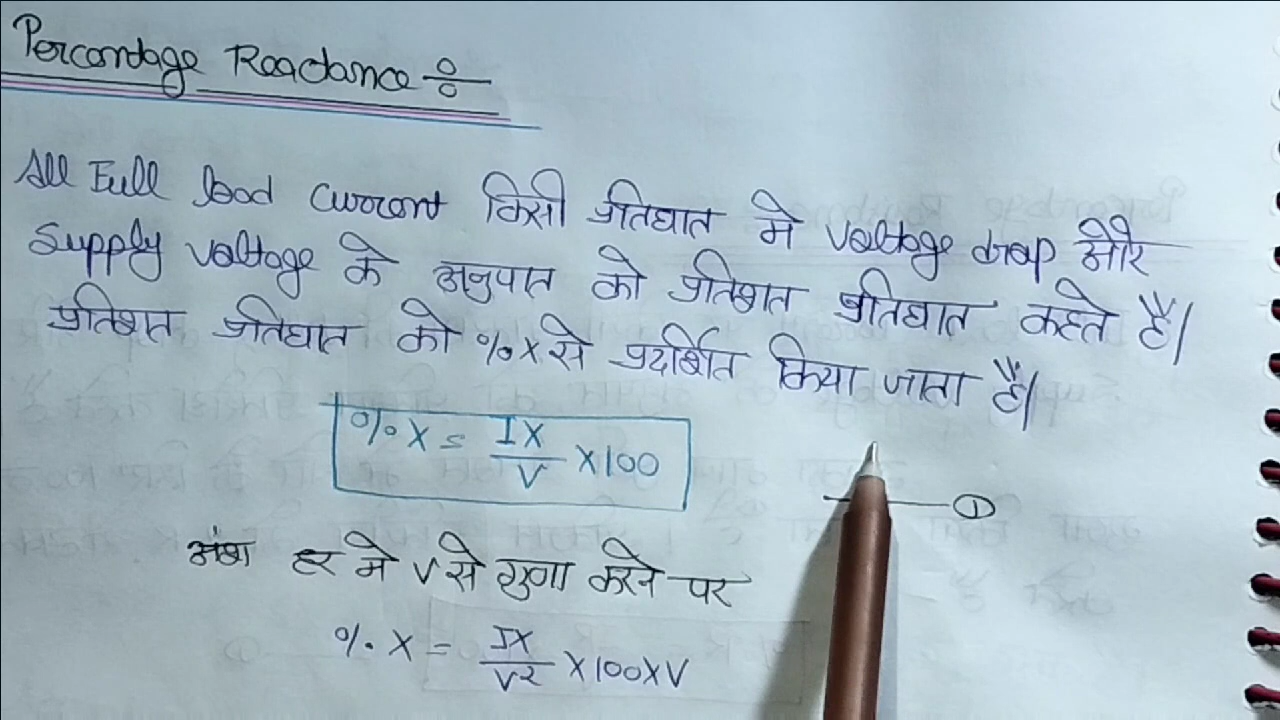 Percentage Reactance ÷
All Full load current किसी प्रतिघात मे voltage drop और
supply voltage के अनुपात को प्रतिशत प्रतिघात कहते है।
प्रतिशत प्रतिघात को %X से प्रदर्शित किया जाता है।
%X = IX/V X100
—①
अंश हर मे V से गुणा करने पर
%X = IX/V² X100XV